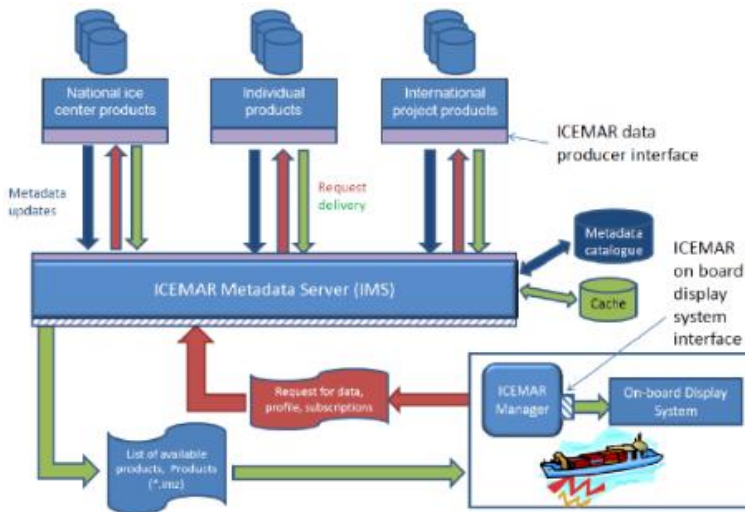 National ice
center products
Individual
products
International
project products
ICEMAR data
producer interface
Metadata
updates
Request
delivery
Metadata
catalogue
ICEMAR
on board
display
system
interface
ICEMAR Metadata Server (IMS)
Cache
Request for data,
profile, subscriptions
ICEMAR
Manager
On-board Display
System
List of available
products, Products
(*.imz)